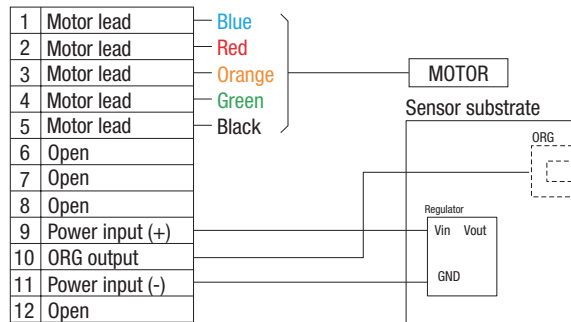 1 Motor lead Blue
2 Motor lead Red
3 Motor lead Orange
4 Motor lead Green
5 Motor lead Black
6 Open
7 Open
8 Open
9 Power input (+)
10 ORG output
11 Power input (-)
12 Open
MOTOR
Sensor substrate
ORG
Regulator
Vin Vout
GND